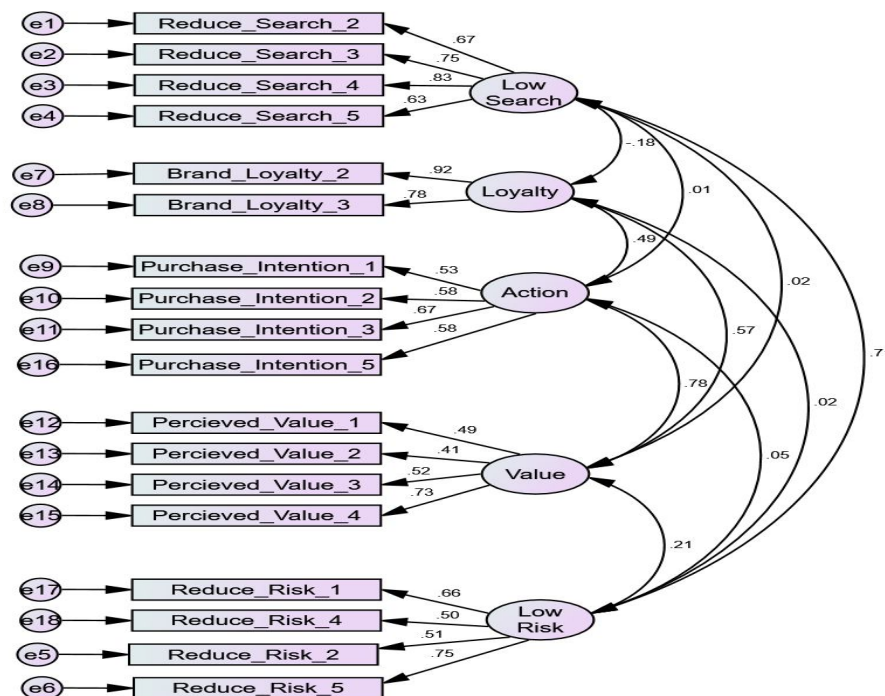 e1 Reduce_Search_2
.67
e2 Reduce_Search_3
.75
e3 Reduce_Search_4
.83
e4 Reduce_Search_5
.63
Low
Search
-.18
e7 Brand_Loyalty_2
.92
e8 Brand_Loyalty_3
.78
Loyalty
.01
.49
e9 Purchase_Intention_1
.53
e10 Purchase_Intention_2
.58
e11 Purchase_Intention_3
.67
e16 Purchase_Intention_5
.58
Action
.02
.57
.7
.78
.02
e12 Percieved_Value_1
.49
e13 Percieved_Value_2
.41
e14 Percieved_Value_3
.52
e15 Percieved_Value_4
.73
Value
.05
.21
e17 Reduce_Risk_1
.66
e18 Reduce_Risk_4
.50
e5 Reduce_Risk_2
.51
e6 Reduce_Risk_5
.75
Low
Risk